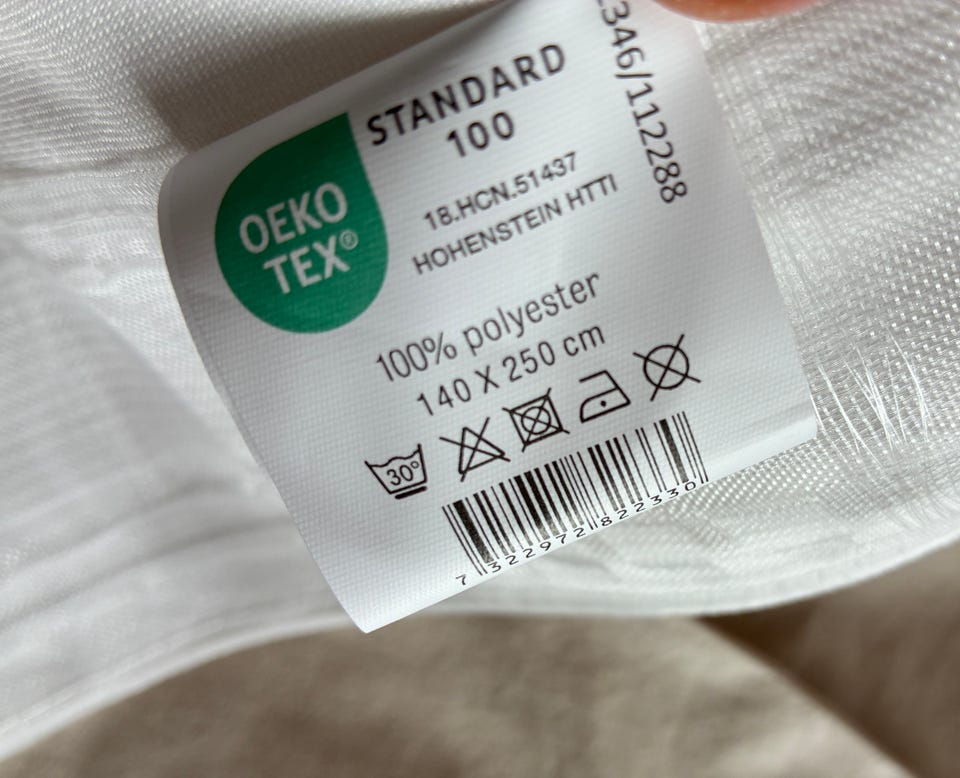 OEKO
TEX®
STANDARD
100
18.HCN.51437
HOHENSTEIN HTTI
346/112288
100% polyester
140 X 250 cm
30°
7 322972 822330